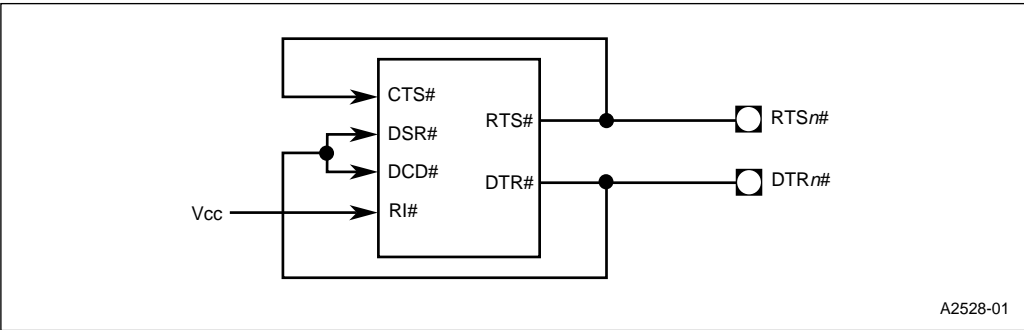 CTS#
RTS#
RTSn#
DSR#
DCD#
DTR#
DTRn#
Vcc
RI#
A2528-01